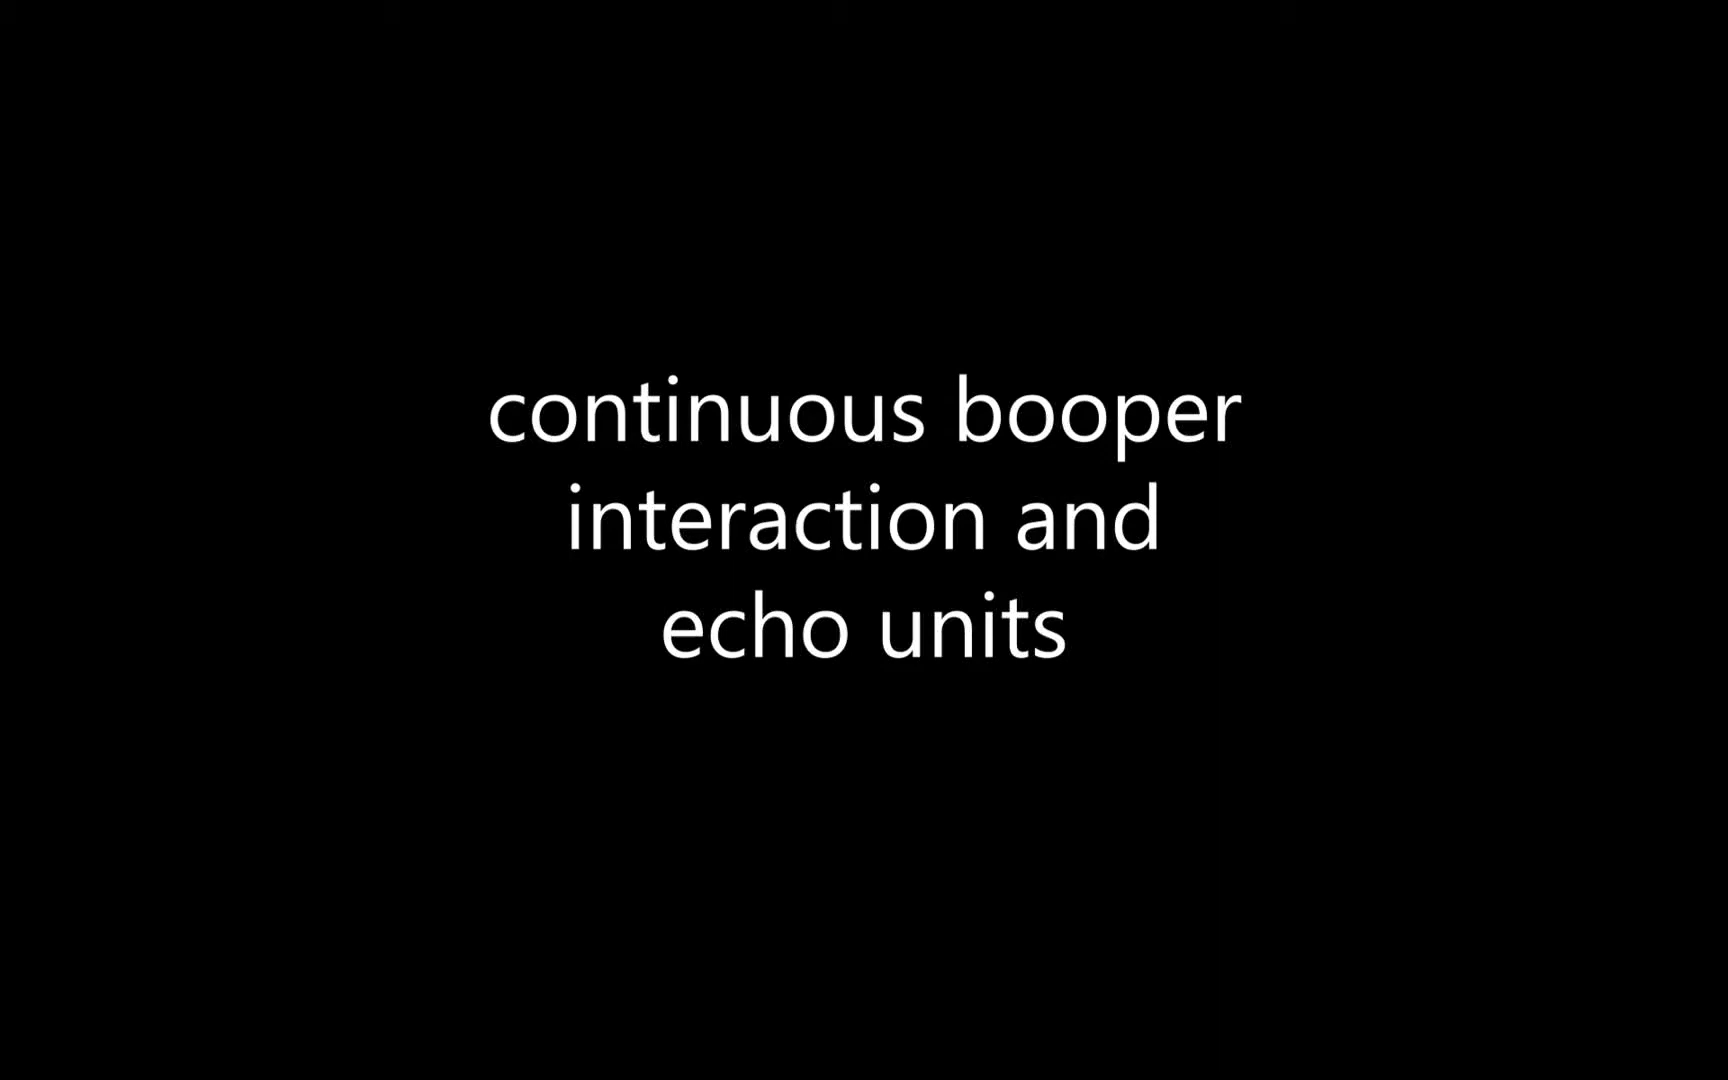 continuous booper
interaction and
echo units